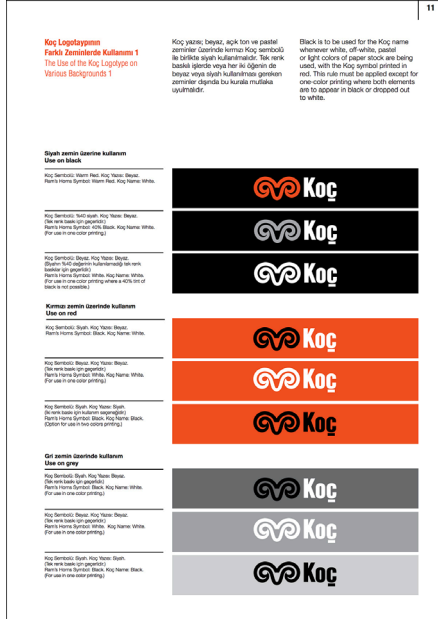 11
Koç Logotaypının
Farklı Zeminlerde Kullanımı 1
The Use of the Koç Logotype on
Various Backgrounds 1
Koç yazısı; beyaz, açık ton ve pastel
zeminler üzerinde kırmızı Koç sembolü
ile birlikte siyah kullanılmalıdır. Tek renk
baskılı işlerde veya her iki öğenin de
beyaz veya siyah kullanılması gereken
zeminler dışında bu kurala mutlaka
uyulmalıdır.
Black is to be used for the Koç name
whenever white, off-white, pastel
or light colors of paper stock are being
used, with the Koç symbol printed in
red. This rule must be applied except for
one-color printing where both elements
are to appear in black or dropped out
to white.
Siyah zemin üzerine kullanım
Use on black
Koç Sembolü: Warm Red. Koç Yazısı: Beyaz.
Ram's Horns Symbol: Warm Red. Koç Name: White.
Koç
Koç Sembolü: %40 siyah. Koç Yazısı: Beyaz.
(Tek renk baskı için geçerlidir.)
Ram's Horns Symbol: 40% Black. Koç Name: White.
(For use in one color printing.)
Koç
Koç Sembolü: Beyaz. Koç Yazısı: Beyaz.
(Siyahın %40 değerinin kullanılamadığı tek renk
baskılar için geçerlidir.)
Ram's Horns Symbol: White. Koç Name: White.
(For use in one color printing where a 40% tint of
black is not possible.)
Koç
Kırmızı zemin üzerinde kullanım
Use on red
Koç Sembolü: Siyah. Koç Yazısı: Beyaz.
Ram's Horns Symbol: Black. Koç Name: White.
Koç
Koç Sembolü: Beyaz. Koç Yazısı: Beyaz.
(Tek renk baskı için geçerlidir.)
Ram's Horns Symbol: White. Koç Name: White.
(For use in one color printing.)
Koç
Koç Sembolü: Siyah. Koç Yazısı: Siyah.
(İki renk baskı için kullanım seçeneğidir.)
Ram's Horns Symbol: Black. Koç Name: Black.
(Option for use in two colors printing.)
Koç
Gri zemin üzerinde kullanım
Use on grey
Koç Sembolü: Siyah. Koç Yazısı: Beyaz.
(Tek renk baskı için geçerlidir.)
Ram's Horns Symbol: Black. Koç Name: White.
(For use in one color printing.)
Koç
Koç Sembolü: Beyaz. Koç Yazısı: Beyaz.
(Tek renk baskı için geçerlidir.)
Ram's Horns Symbol: White. Koç Name: White.
(For use in one color printing.)
Koç
Koç Sembolü: Siyah. Koç Yazısı: Siyah.
(Tek renk baskı için geçerlidir.)
Ram's Horns Symbol: Black. Koç Name: Black.
(For use in one color printing.)
Koç